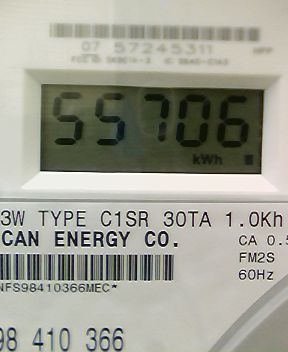 07 57245311
55706
kWh
3W TYPE C1SR 30TA 1.0Kh
CAN ENERGY CO.
CA 0.5
FM2S
60Hz
NFS98410366MEC*
98 410 366